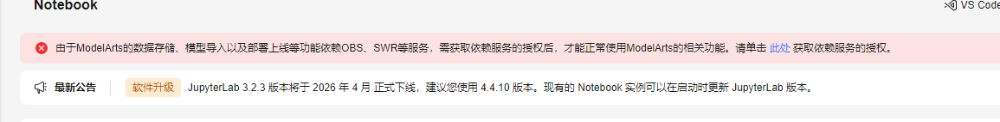 Notebook
VS Code
由于ModelArts的数据存储、模型导入以及部署上线等功能依赖OBS、SWR等服务，需获取依赖服务的授权后，才能正常使用ModelArts的相关功能。请单击 此处 获取依赖服务的授权。
最新公告 软件升级 JupyterLab 3.2.3 版本将于 2026 年 4 月 正式下线，建议您使用 4.4.10 版本。现有的 Notebook 实例可以在启动时更新 JupyterLab 版本。